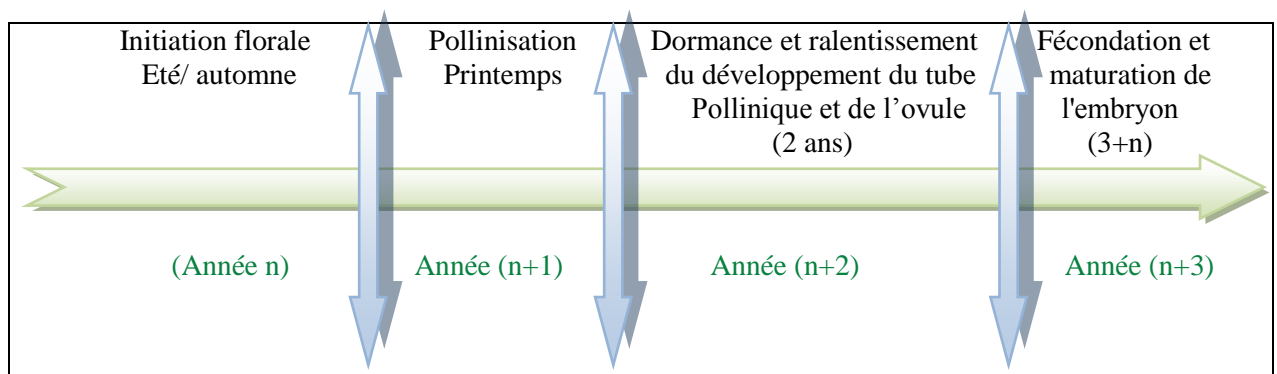 Initiation florale
Eté/ automne
Pollinisation
Printemps
Dormance et ralentissement
du développement du tube
Pollinique et de l’ovule
(2 ans)
Fécondation et
maturation de
l'embryon
(3+n)
(Année n)
Année (n+1)
Année (n+2)
Année (n+3)